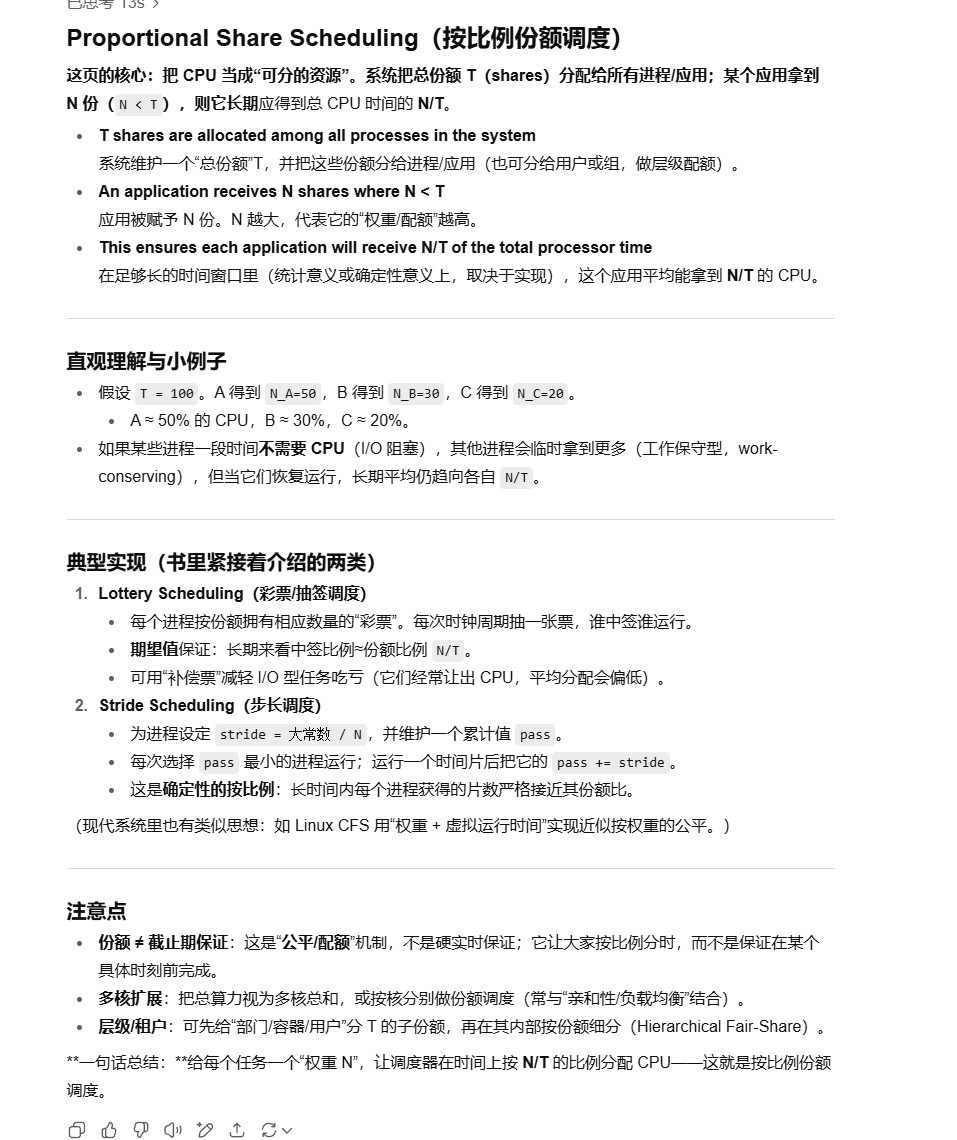 已思考 13s >
Proportional Share Scheduling（按比例份额调度）
这页的核心：把 CPU 当成“可分的资源”。系统把总份额 T（shares）分配给所有进程/应用；某个应用拿到
N 份（N < T），则它长期应得到总 CPU 时间的 N/T。
• T shares are allocated among all processes in the system
系统维护一个“总份额”T，并把这些份额分给进程/应用（也可分给用户或组，做层级配额）。
• An application receives N shares where N < T
应用被赋予 N 份。N 越大，代表它的“权重/配额”越高。
• This ensures each application will receive N/T of the total processor time
在足够长的时间窗口里（统计意义或确定性意义上，取决于实现），这个应用平均能拿到 N/T 的 CPU。
直观理解与小例子
• 假设 T = 100。A 得到 N_A=50，B 得到 N_B=30，C 得到 N_C=20。
• A ≈ 50% 的 CPU，B ≈ 30%，C ≈ 20%。
• 如果某些进程一段时间不需要 CPU（I/O 阻塞），其他进程会临时拿到更多（工作保守型，work-
conserving），但当它们恢复运行，长期平均仍趋向各自 N/T。
典型实现（书里紧接着介绍的两类）
1. Lottery Scheduling（彩票/抽签调度）
• 每个进程按份额拥有相应数量的“彩票”。每次时钟周期抽一张票，谁中签谁运行。
• 期望值保证：长期来看中签比例≈份额比例 N/T。
• 可用“补偿票”减轻 I/O 型任务吃亏（它们经常让出 CPU，平均分配会偏低）。
2. Stride Scheduling（步长调度）
• 为进程设定 stride = 大常数 / N，并维护一个累计值 pass。
• 每次选择 pass 最小的进程运行；运行一个时间片后把它的 pass += stride。
• 这是确定性的按比例：长时间内每个进程获得的片数严格接近其份额比。
（现代系统里也有类似思想：如 Linux CFS 用“权重 + 虚拟运行时间”实现近似按权重的公平。）
注意点
• 份额 ≠ 截止期保证：这是“公平/配额”机制，不是硬实时保证；它让大家按比例分时，而不是保证在某个
具体时刻前完成。
• 多核扩展：把总算力视为多核总和，或按核分别做份额调度（常与“亲和性/负载均衡”结合）。
• 层级/租户：可先给“部门/容器/用户”分 T 的子份额，再在其内部按份额细分（Hierarchical Fair-Share）。
**一句话总结：**给每个任务一个“权重 N”，让调度器在时间上按 N/T 的比例分配 CPU——这就是按比例份额
调度。